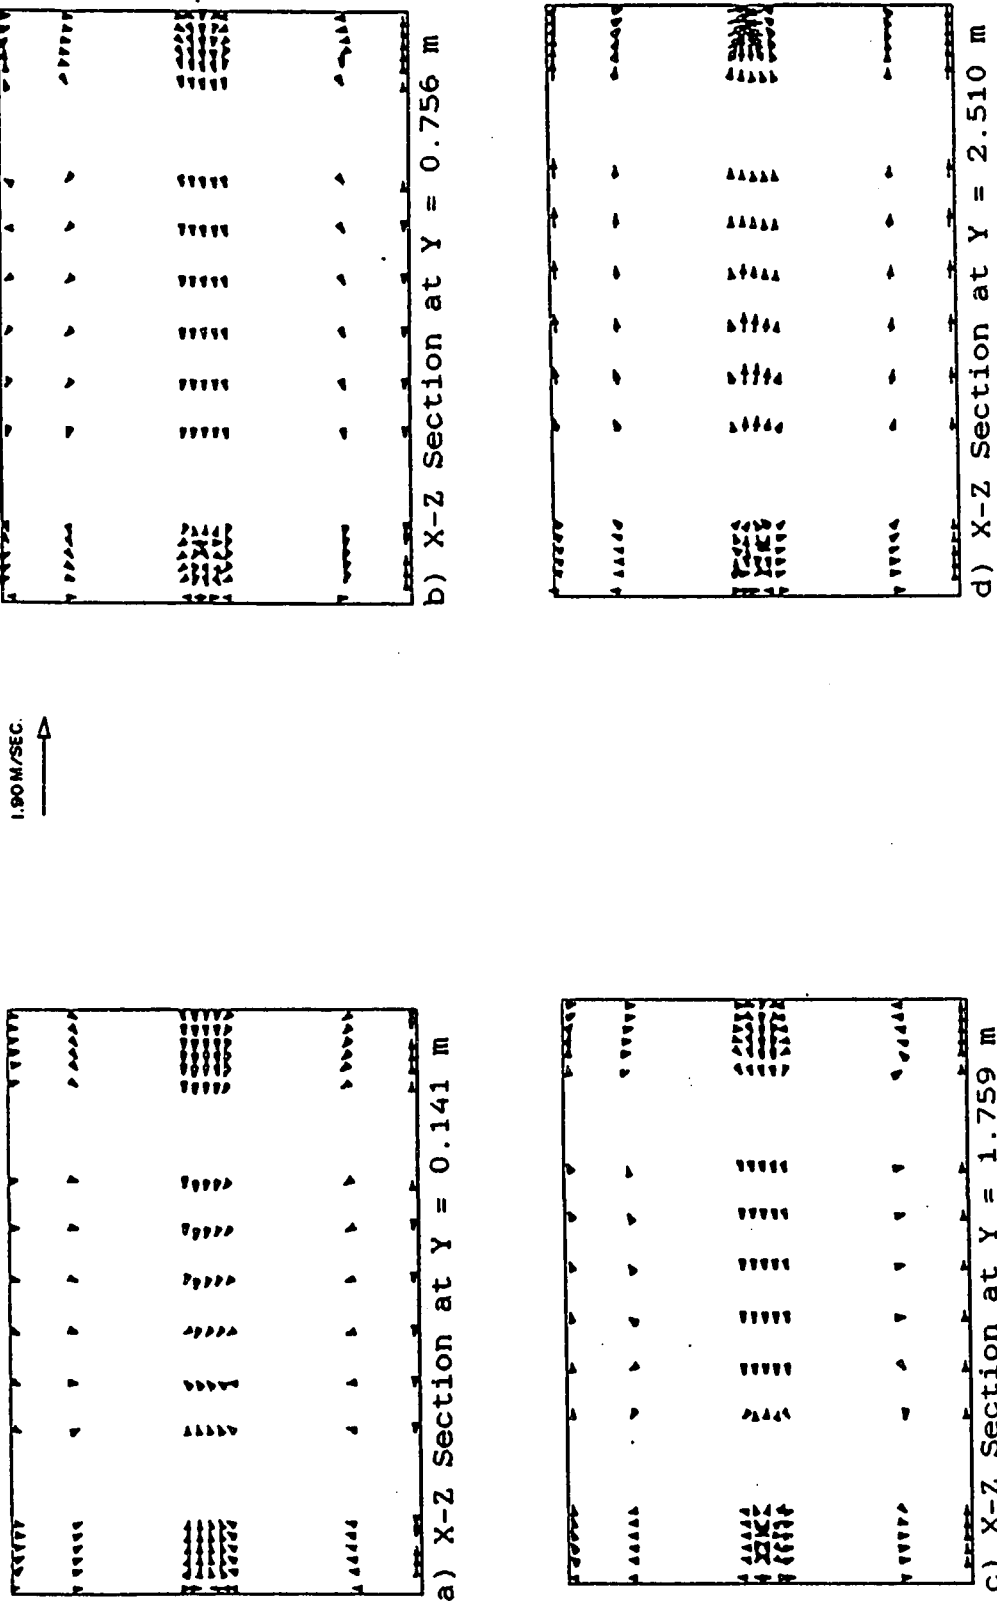 1.90 M/SEC.
a) X-Z Section at Y = 0.141 m
b) X-Z Section at Y = 0.756 m
c) X-Z Section at Y = 1.759 m
d) X-Z Section at Y = 2.510 m